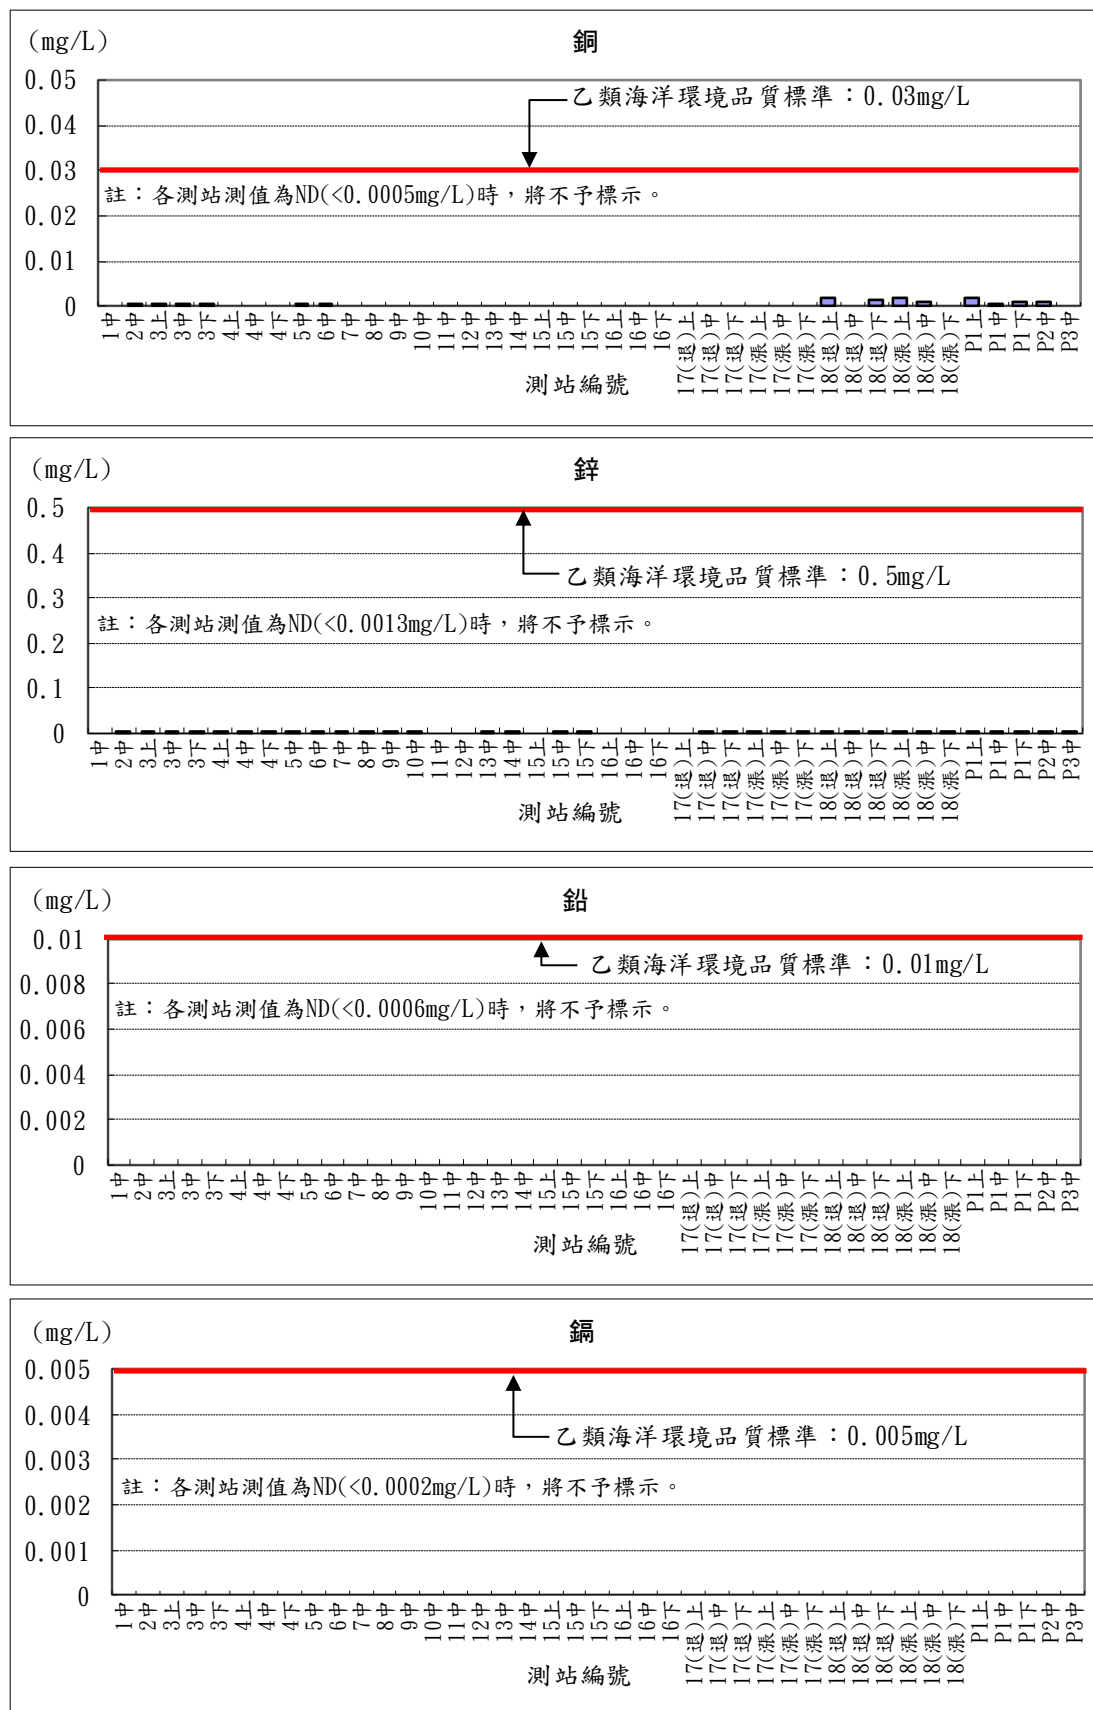 (mg/L)
銅
0.05
乙類海洋環境品質標準：0.03mg/L
0.04
0.03
註：各測站測值為ND(<0.0005mg/L)時，將不予標示。
0.02
0.01
0
1中 2中 3上 3中 3下 4上 4中 4下 5中 6中 7中 8中 9中 10中 11中 12中 13中 14中 15上 15中 15下 16上 16中 16下 17(退)上 17(退)中 17(退)下 17(漲)上 17(漲)中 17(漲)下 18(退)上 18(退)中 18(退)下 18(漲)上 18(漲)中 18(漲)下 P1上 P1中 P1下 P2中 P3中
測站編號
(mg/L)
鋅
0.5
0.4
乙類海洋環境品質標準：0.5mg/L
0.3
註：各測站測值為ND(<0.0013mg/L)時，將不予標示。
0.2
0.1
0
1中 2中 3上 3中 3下 4上 4中 4下 5中 6中 7中 8中 9中 10中 11中 12中 13中 14中 15上 15中 15下 16上 16中 16下 17(退)上 17(退)中 17(退)下 17(漲)上 17(漲)中 17(漲)下 18(退)上 18(退)中 18(退)下 18(漲)上 18(漲)中 18(漲)下 P1上 P1中 P1下 P2中 P3中
測站編號
(mg/L)
鉛
0.01
乙類海洋環境品質標準：0.01mg/L
0.008
註：各測站測值為ND(<0.0006mg/L)時，將不予標示。
0.006
0.004
0.002
0
1中 2中 3上 3中 3下 4上 4中 4下 5中 6中 7中 8中 9中 10中 11中 12中 13中 14中 15上 15中 15下 16上 16中 16下 17(退)上 17(退)中 17(退)下 17(漲)上 17(漲)中 17(漲)下 18(退)上 18(退)中 18(退)下 18(漲)上 18(漲)中 18(漲)下 P1上 P1中 P1下 P2中 P3中
測站編號
(mg/L)
鎘
0.005
0.004
乙類海洋環境品質標準：0.005mg/L
0.003
註：各測站測值為ND(<0.0002mg/L)時，將不予標示。
0.002
0.001
0
1中 2中 3上 3中 3下 4上 4中 4下 5中 6中 7中 8中 9中 10中 11中 12中 13中 14中 15上 15中 15下 16上 16中 16下 17(退)上 17(退)中 17(退)下 17(漲)上 17(漲)中 17(漲)下 18(退)上 18(退)中 18(退)下 18(漲)上 18(漲)中 18(漲)下 P1上 P1中 P1下 P2中 P3中
測站編號